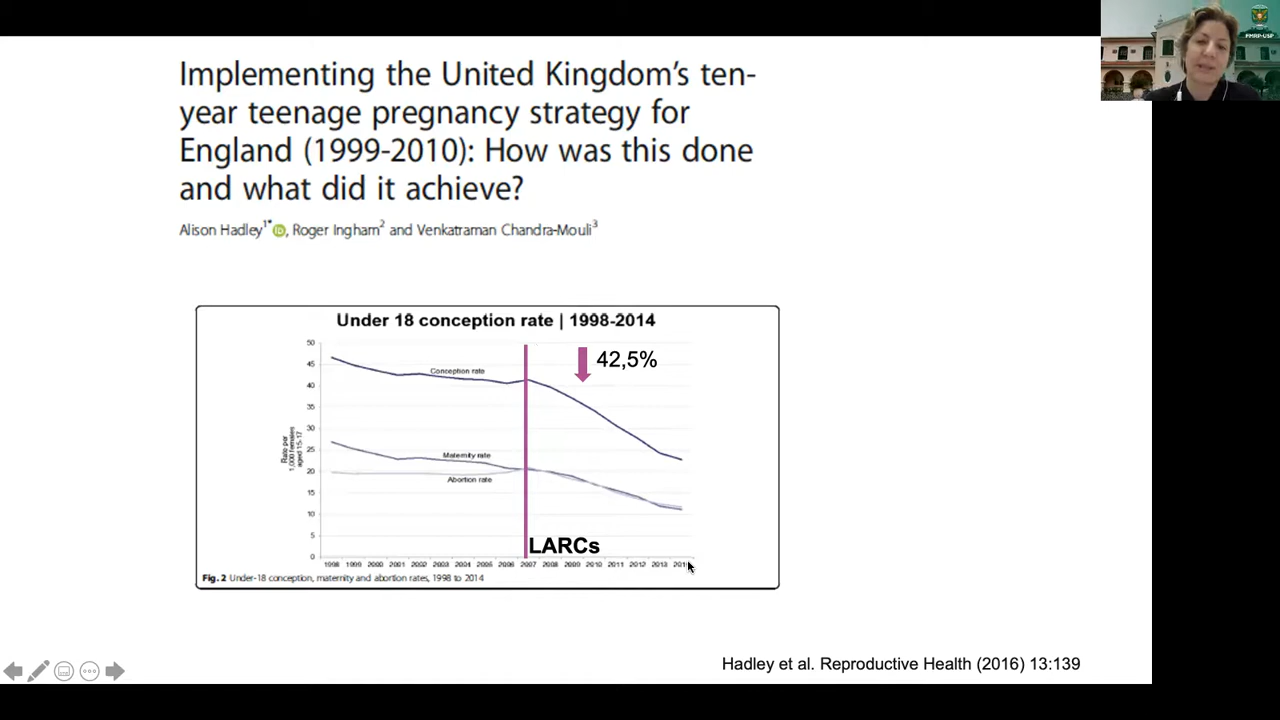 FMRP-USP
Implementing the United Kingdom's ten-
year teenage pregnancy strategy for
England (1999-2010): How was this done
and what did it achieve?
Alison Hadley1* iD, Roger Ingham2 and Venkatraman Chandra-Mouli3
Under 18 conception rate | 1998-2014
50
45
40
35
30
25
20
15
10
5
0
Rate per
1,000 females
aged 15-17
42,5%
Conception rate
Maternity rate
Abortion rate
LARCs
1998 1999 2000 2001 2002 2003 2004 2005 2006 2007 2008 2009 2010 2011 2012 2013
Fig. 2 Under-18 conception, maternity and abortion rates, 1998 to 2014
Hadley et al. Reproductive Health (2016) 13:139